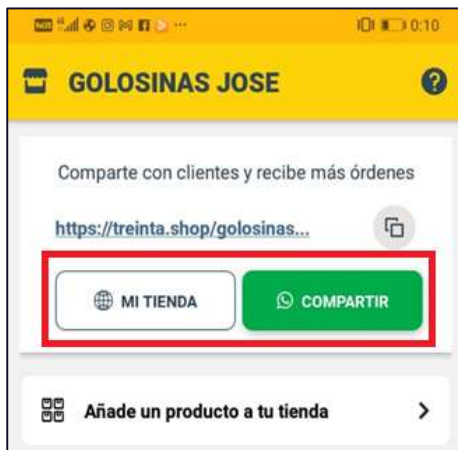 0:10
GOLOSINAS JOSE
Comparte con clientes y recibe más órdenes
https://treinta.shop/golosinas...
MI TIENDA COMPARTIR
Añade un producto a tu tienda